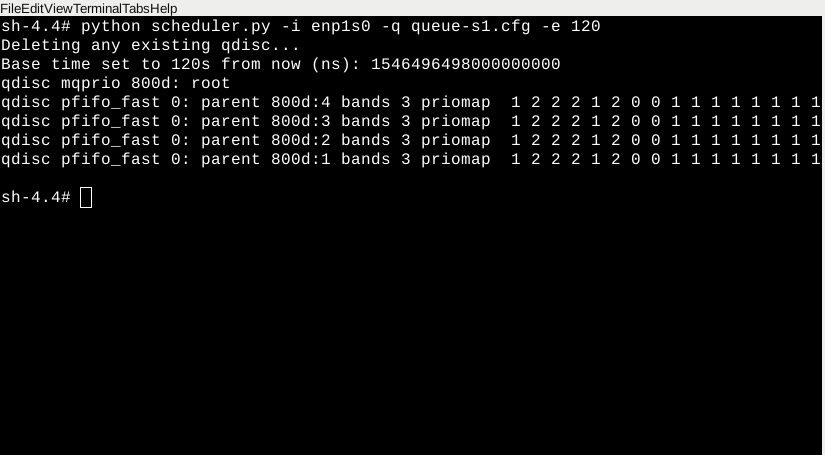 FileEditViewTerminalTabsHelp
sh-4.4# python scheduler.py -i enp1s0 -q queue-s1.cfg -e 120
Deleting any existing qdisc...
Base time set to 120s from now (ns): 1546496498000000000
qdisc mqprio 800d: root
qdisc pfifo_fast 0: parent 800d:4 bands 3 priomap  1 2 2 2 1 2 0 0 1 1 1 1 1 1 1 1
qdisc pfifo_fast 0: parent 800d:3 bands 3 priomap  1 2 2 2 1 2 0 0 1 1 1 1 1 1 1 1
qdisc pfifo_fast 0: parent 800d:2 bands 3 priomap  1 2 2 2 1 2 0 0 1 1 1 1 1 1 1 1
qdisc pfifo_fast 0: parent 800d:1 bands 3 priomap  1 2 2 2 1 2 0 0 1 1 1 1 1 1 1 1
sh-4.4#